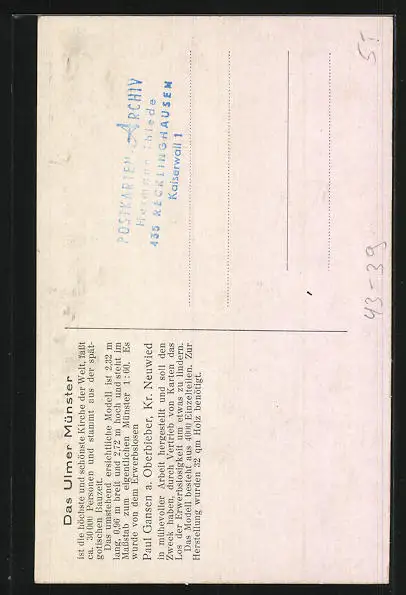 Das Ulmer Münster
ist die höchste und schönste Kirche der Welt, faßt
ca. 30 000 Personen und stammt aus der spät-
gotischen Bauzeit.
Das umstehend ersichtliche Modell ist 2,32 m
lang, 0,96 m breit und 2,72 m hoch und steht im
Maßstab zum eigentlichen Münster 1 : 60. Es
wurde von dem Erwerbslosen
Paul Gansen a. Oberbieber, Kr. Neuwied
in mühevoller Arbeit hergestellt und soll den
Zweck haben, durch Vertrieb von Karten das
Los der Erwerbslosigkeit um etwas zu lindern.
Das Modell besteht aus 4000 Einzelteilen. Zur
Herstellung wurden 32 qm Holz benötigt.
POSTKARTEN-ARCHIV
Hermann Thiede
435 RECKLINGHAUSEN
Kaiserwall 1
43-39